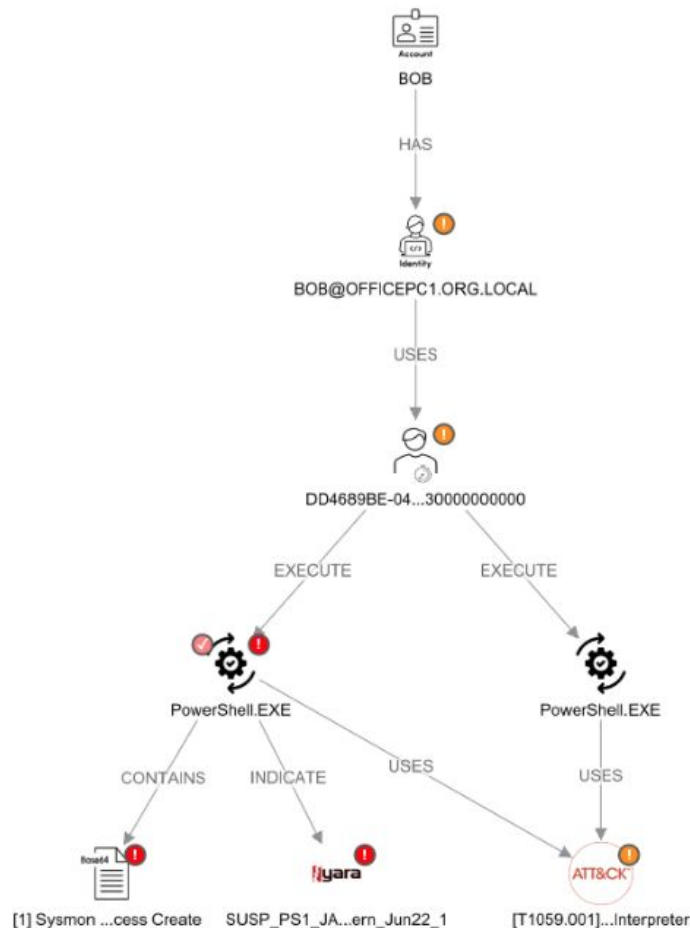 Account
BOB
HAS
Identity
BOB@OFFICEPC1.ORG.LOCAL
USES
DD4689BE-04...30000000000
EXECUTE EXECUTE
PowerShell.EXE PowerShell.EXE
CONTAINS INDICATE USES USES
Base64 yara ATT&CK
[1] Sysmon ...cess Create SUSP_PS1_JA...ern_Jun22_1 [T1059.001]...Interpreter